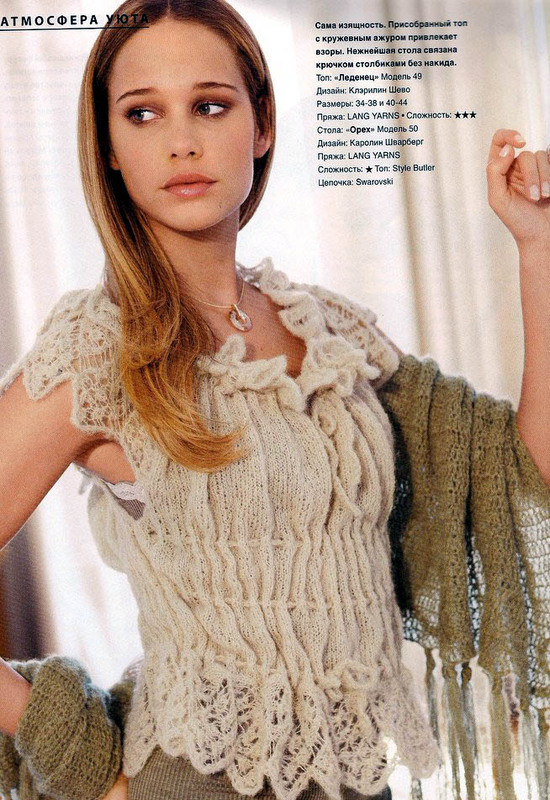 АТМОСФЕРА УЮТА
Сама изящность. Присобранный топ
с кружевным ажуром привлекает
взоры. Нежнейшая стола связана
крючком столбиками без накида.
Топ: «Леденец» Модель 49
Дизайн: Клэрилин Шево
Размеры: 34-38 и 40-44
Пряжа: LANG YARNS • Сложность: ★★★
Стола: «Орех» Модель 50
Дизайн: Каролин Шварберг
Пряжа: LANG YARNS
Сложность: ★ Топ: Style Butler
Цепочка: Swarovski